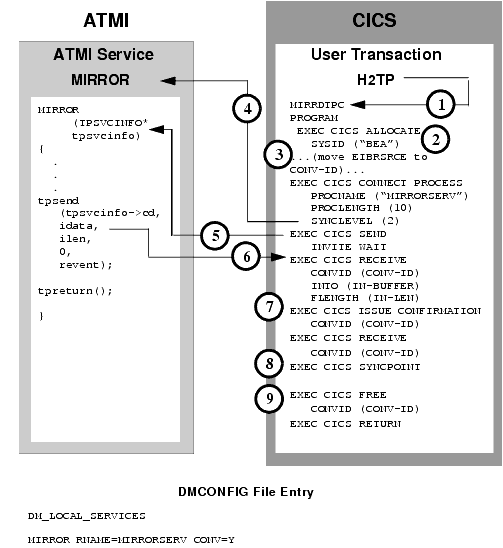 ATMI
ATMI Service
MIRROR
MIRROR
(TPSVCINFO*
tpsvcinfo)
{
.
.
.
tpsend
(tpsvcinfo->cd,
idata,
ilen,
0,
revent);
tpreturn();
}
CICS
User Transaction
H2TP
MIRRDTPC
PROGRAM
EXEC CICS ALLOCATE
SYSID ("BEA")
...(move EIBRSRCE to
CONV-ID)...
EXEC CICS CONNECT PROCESS
PROCNAME ("MIRRORSERV")
PROCLENGTH (10)
SYNCLEVEL (2)
EXEC CICS SEND
INVITE WAIT
EXEC CICS RECEIVE
CONVID (CONV-ID)
INTO (IN-BUFFER)
FLENGTH (IN-LEN)
EXEC CICS ISSUE CONFIRMATION
CONVID (CONV-ID)
EXEC CICS RECEIVE
CONVID (CONV-ID)
EXEC CICS SYNCPOINT
EXEC CICS FREE
CONVID (CONV-ID)
EXEC CICS RETURN
1
2
3
4
5
6
7
8
9
DMCONFIG File Entry
DM_LOCAL_SERVICES
MIRROR RNAME=MIRRORSERV CONV=Y